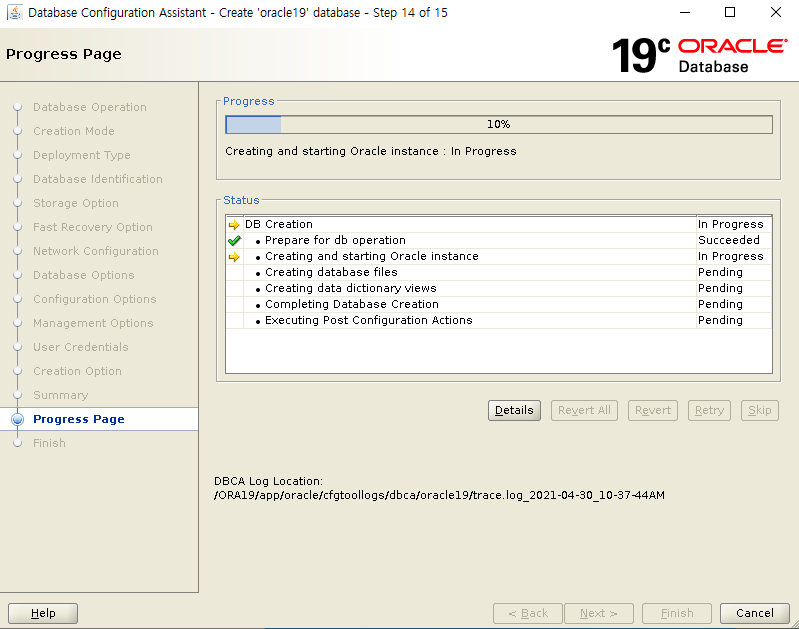 Database Configuration Assistant - Create 'oracle19' database - Step 14 of 15
Progress Page
19c ORACLE
Database
Database Operation
Creation Mode
Deployment Type
Database Identification
Storage Option
Fast Recovery Option
Network Configuration
Database Options
Configuration Options
Management Options
User Credentials
Creation Option
Summary
Progress Page
Finish
Progress
10%
Creating and starting Oracle instance : In Progress
Status
DB Creation In Progress
• Prepare for db operation Succeeded
• Creating and starting Oracle instance In Progress
• Creating database files Pending
• Creating data dictionary views Pending
• Completing Database Creation Pending
• Executing Post Configuration Actions Pending
Details Revert All Revert Retry Skip
DBCA Log Location:
/ORA19/app/oracle/cfgtoollogs/dbca/oracle19/trace.log_2021-04-30_10-37-44AM
Help < Back Next > Finish Cancel